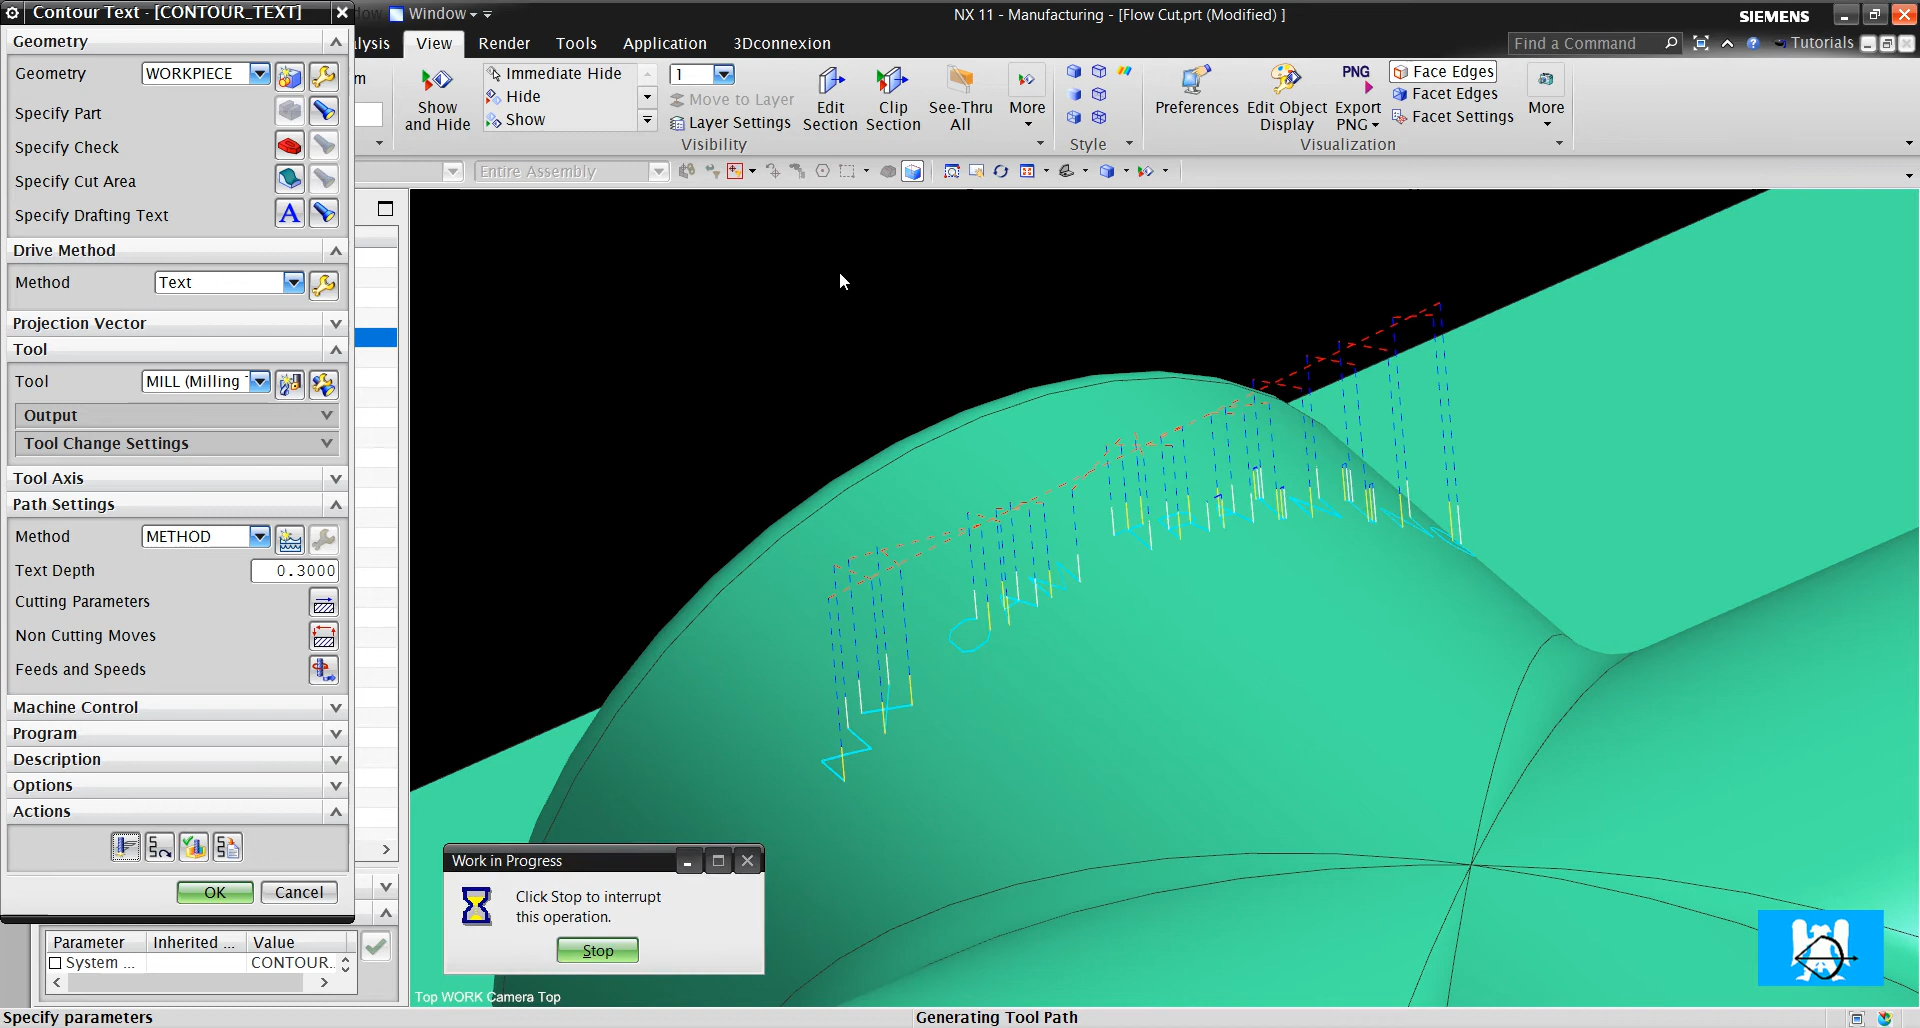 Contour Text - [CONTOUR_TEXT]
Window
NX 11 - Manufacturing - [Flow Cut.prt (Modified) ]
SIEMENS
Geometry
Geometry
WORKPIECE
Specify Part
Specify Check
Specify Cut Area
Specify Drafting Text
A
Drive Method
Method
Text
Projection Vector
Tool
Tool
MILL (Milling
Output
Tool Change Settings
Tool Axis
Path Settings
Method
METHOD
Text Depth
0.3000
Cutting Parameters
Non Cutting Moves
Feeds and Speeds
Machine Control
Program
Description
Options
Actions
OK
Cancel
Parameter
Inherited ...
Value
System ...
CONTOUR..
Specify parameters
View
Render
Tools
Application
3Dconnexion
Find a Command
Tutorials
Show and Hide
Immediate Hide
Hide
Show
1
Move to Layer
Layer Settings
Edit Section
Clip Section
See-Thru All
More
Visibility
Style
Preferences
Edit Object Display
PNG
Export PNG
Face Edges
Facet Edges
Facet Settings
More
Visualization
Entire Assembly
Work in Progress
Click Stop to interrupt
this operation.
Stop
Top WORK Camera Top
Generating Tool Path